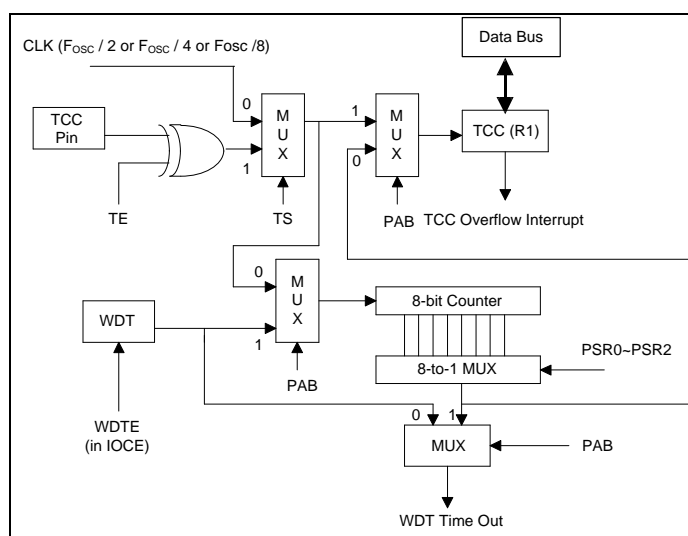 CLK (FOSC / 2 or FOSC / 4 or Fosc /8)
Data Bus
0
TCC
Pin
M
U
X
1
1
M
U
X
0
TCC (R1)
TE
TS
PAB
TCC Overflow Interrupt
0
M
U
X
8-bit Counter
WDT
1
PSR0~PSR2
PAB
8-to-1 MUX
WDTE
(in IOCE)
0
1
MUX
PAB
WDT Time Out